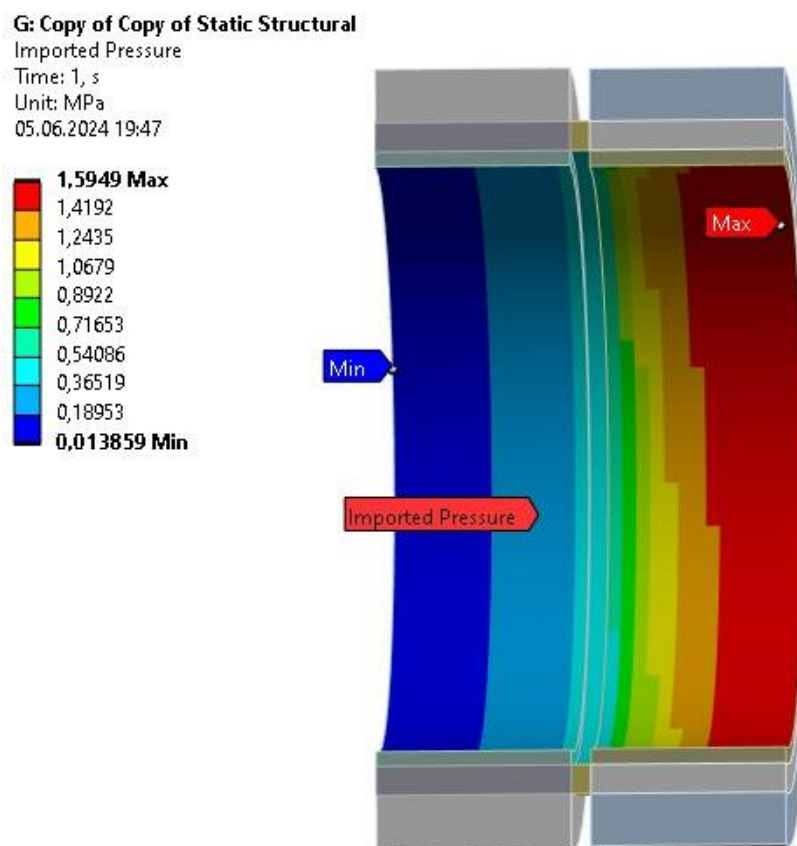 G: Copy of Copy of Static Structural
Imported Pressure
Time: 1, s
Unit: MPa
05.06.2024 19:47
1,5949 Max
1,4192
1,2435
1,0679
0,8922
0,71653
0,54086
0,36519
0,18953
0,013859 Min
Max
Min
Imported Pressure